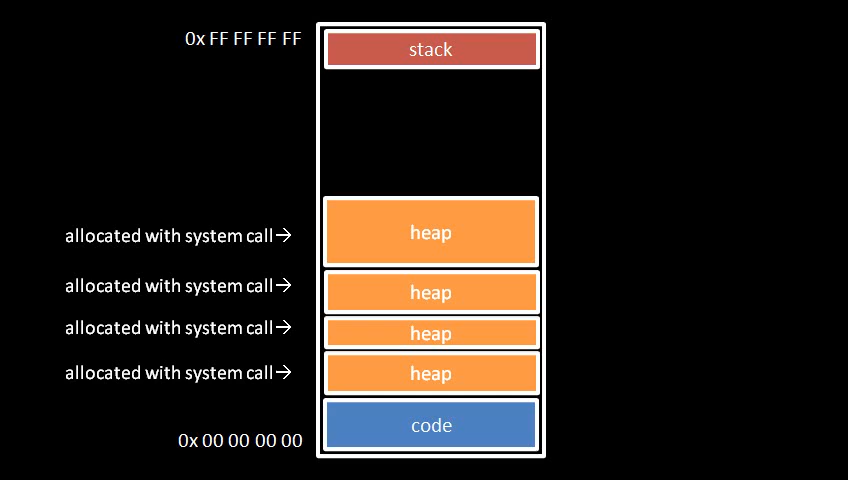 0x FF FF FF FF
stack
allocated with system call→
heap
allocated with system call→
heap
allocated with system call→
heap
allocated with system call→
heap
code
0x 00 00 00 00